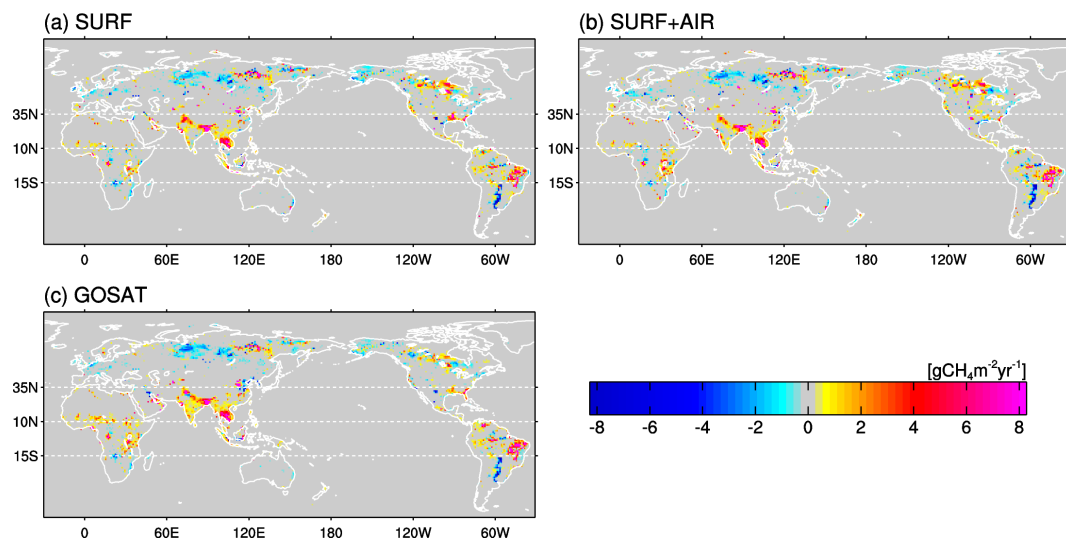 (a) SURF
(b) SURF+AIR
35N
10N
15S
0 60E 120E 180 120W 60W
35N
10N
15S
0 60E 120E 180 120W 60W
(c) GOSAT
35N
10N
15S
0 60E 120E 180 120W 60W
[gCH₄m⁻²yr⁻¹]
-8 -6 -4 -2 0 2 4 6 8